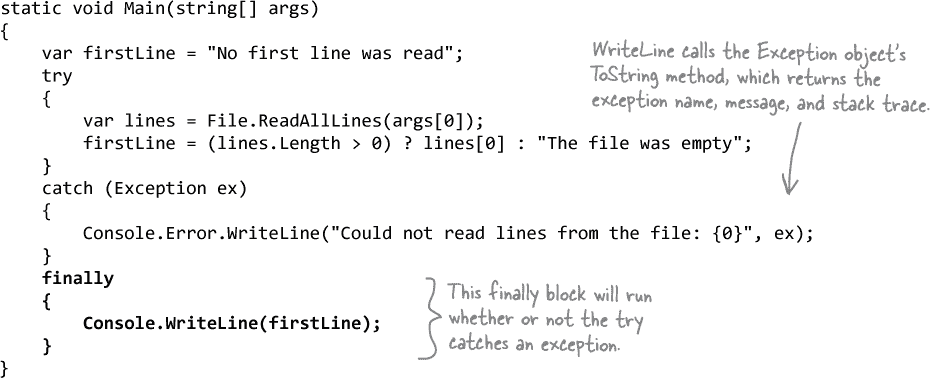 static void Main(string[] args)
{
    var firstLine = "No first line was read";
    try
    {
        var lines = File.ReadAllLines(args[0]);
        firstLine = (lines.Length > 0) ? lines[0] : "The file was empty";
    }
    catch (Exception ex)
    {
        Console.Error.WriteLine("Could not read lines from the file: {0}", ex);
    }
    finally
    {
        Console.WriteLine(firstLine);
    }
}
WriteLine calls the Exception object's
ToString method, which returns the
exception name, message, and stack trace.
This finally block will run
whether or not the try
catches an exception.